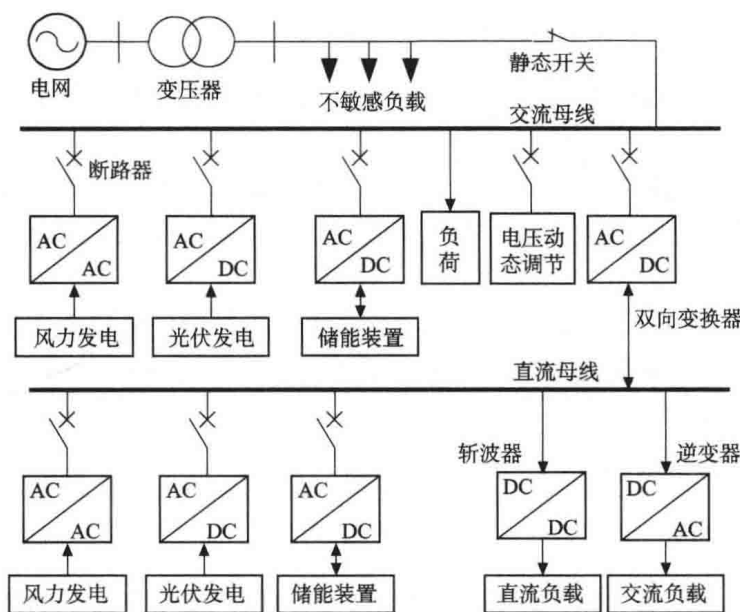 电网
变压器
不敏感负载
静态开关
交流母线
断路器
AC
AC
AC
DC
AC
DC
负
荷
电压动
态调节
AC
DC
风力发电
光伏发电
储能装置
双向变换器
直流母线
斩波器
逆变器
AC
AC
AC
DC
AC
DC
DC
DC
DC
AC
风力发电
光伏发电
储能装置
直流负载
交流负载